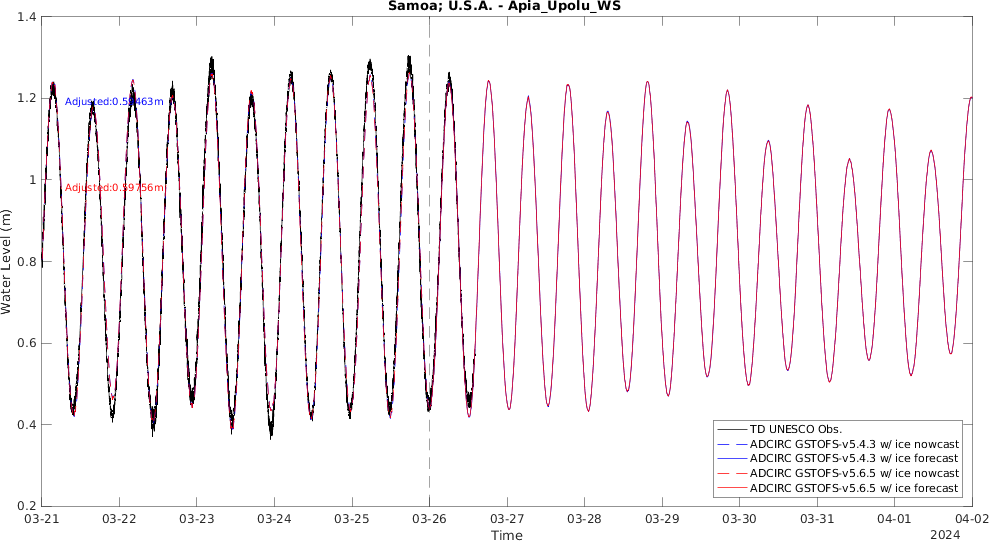 Samoa; U.S.A. - Apia_Upolu_WS
1.4
1.2
1
0.8
0.6
0.4
0.2
Water Level (m)
Adjusted:0.59756m
TD UNESCO Obs.
ADCIRC GSTOFS-v5.4.3 w/ ice nowcast
ADCIRC GSTOFS-v5.4.3 w/ ice forecast
ADCIRC GSTOFS-v5.6.5 w/ ice nowcast
ADCIRC GSTOFS-v5.6.5 w/ ice forecast
03-21 03-22 03-23 03-24 03-25 03-26 03-27 03-28 03-29 03-30 03-31 04-01 04-02
Time
2024